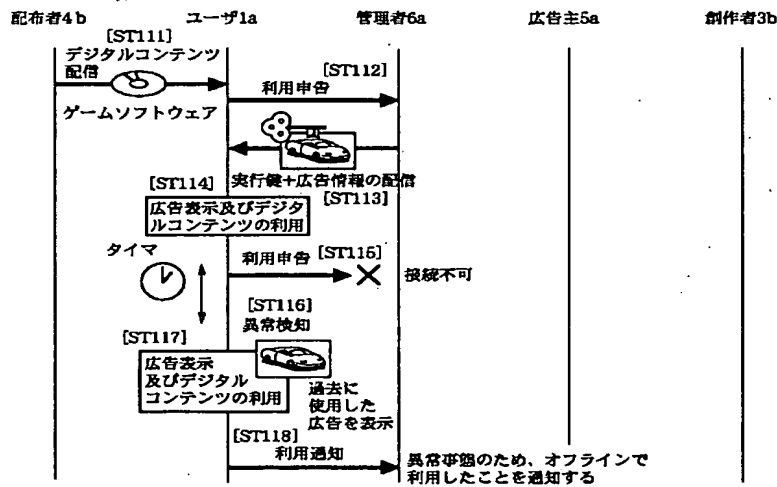 配布者4b
ユーザ1a
管理者6a
広告主5a
創作者3b
[ST111]
デジタルコンテンツ
配信
ゲームソフトウェア
[ST112]
利用申告
実行鍵+広告情報の配信
[ST113]
[ST114]
広告表示及びデジタ
ルコンテンツの利用
タイマ
利用申告
[ST115]
接続不可
[ST116]
異常検知
[ST117]
広告表示
及びデジタル
コンテンツの利用
過去に
使用した
広告を表示
[ST118]
利用通知
異常事態のため、オフラインで
利用したことを通知する